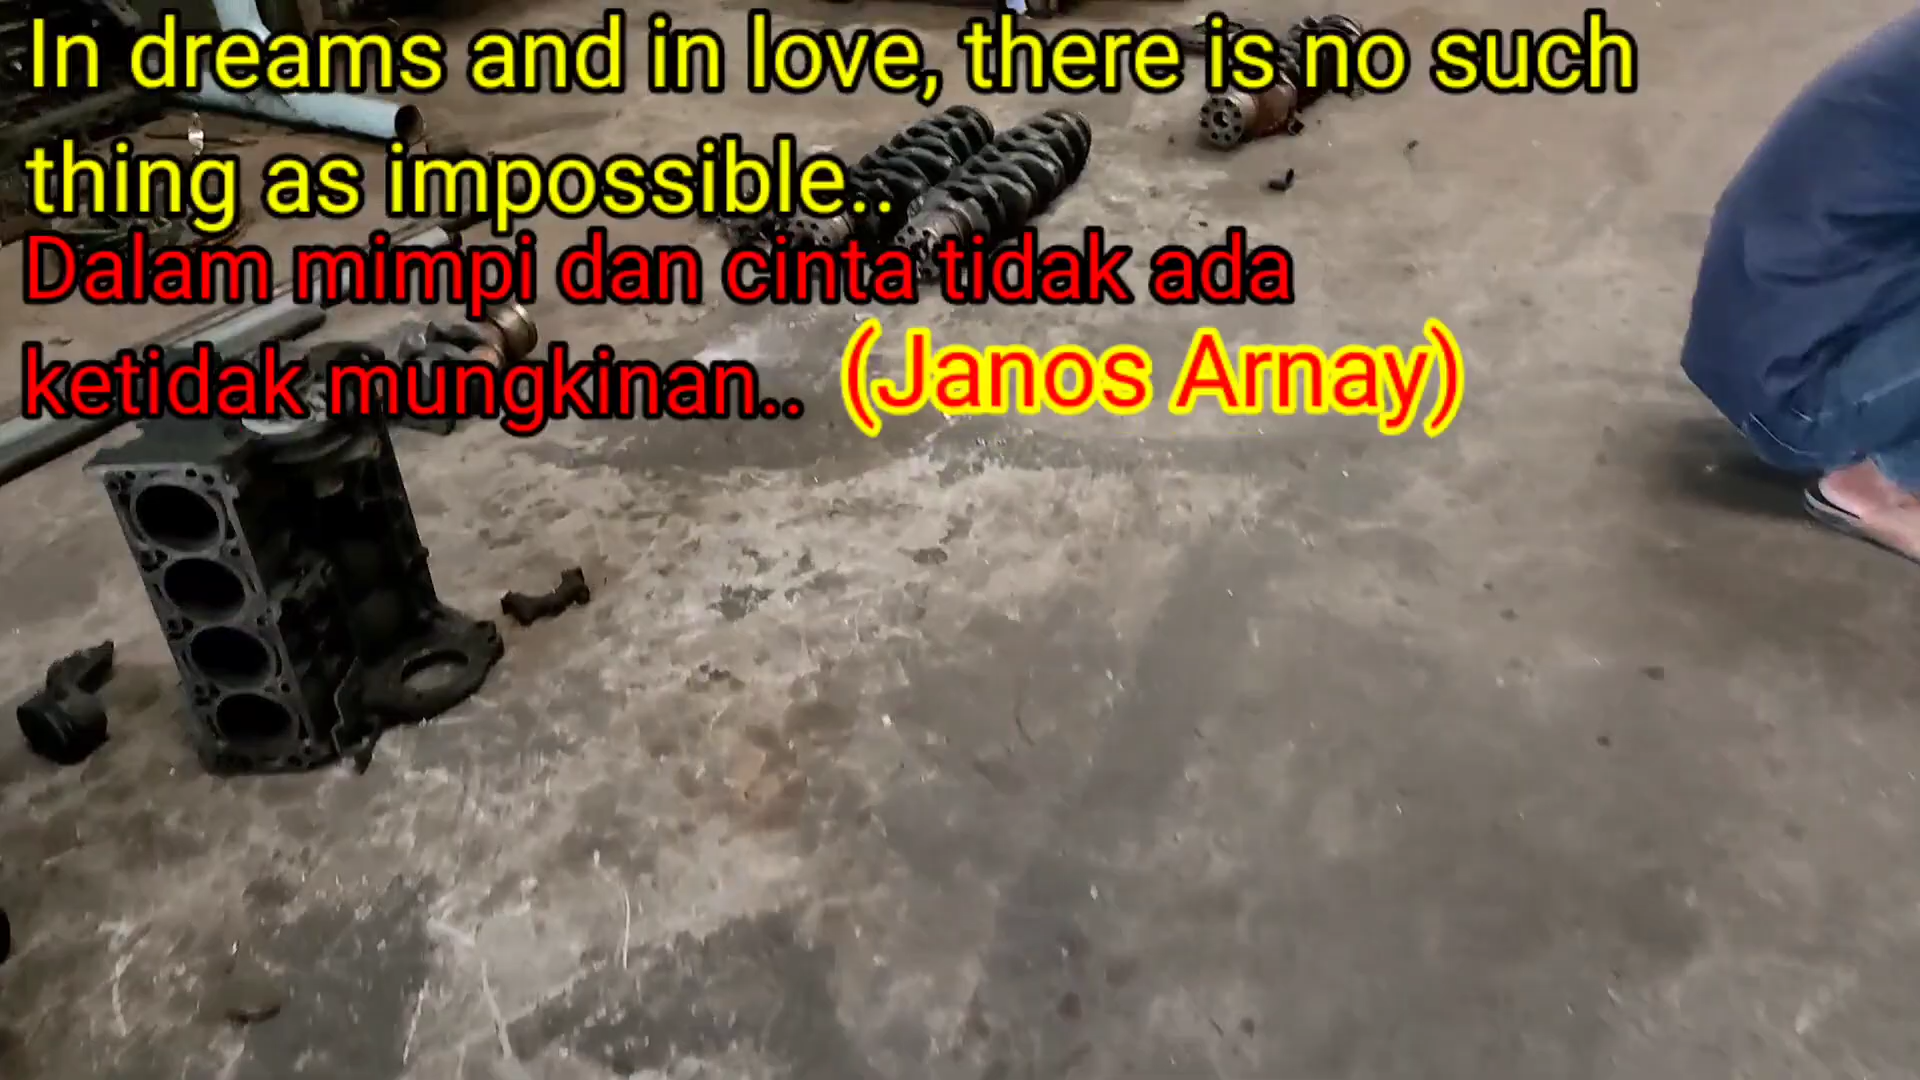 In dreams and in love, there is no such
thing as impossible..
Dalam mimpi dan cinta tidak ada
ketidak mungkinan.. (Janos Arnay)